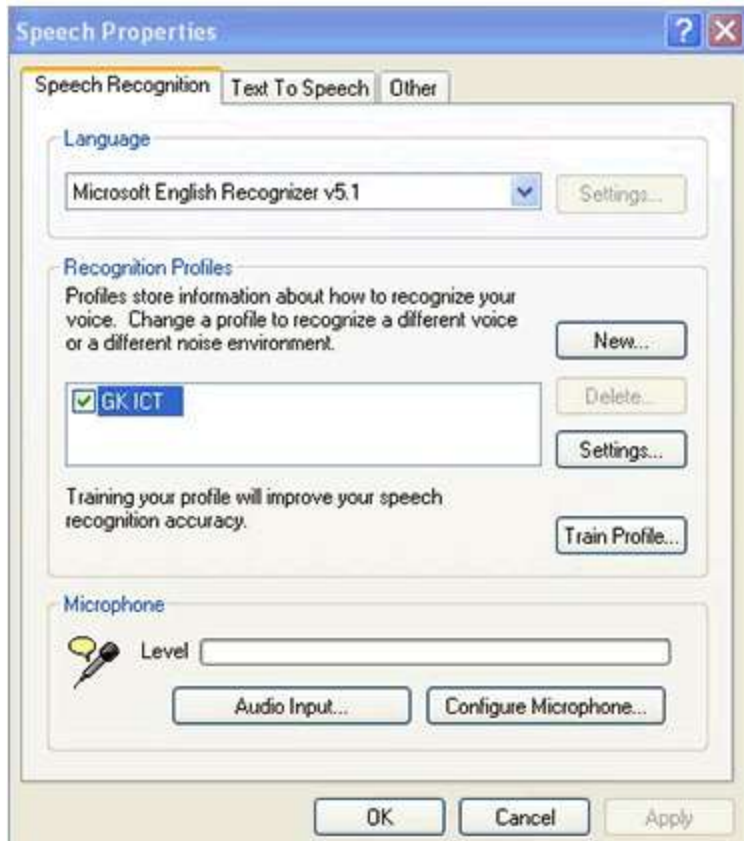 Speech Properties
Speech Recognition
Text To Speech
Other
Language
Microsoft English Recognizer v5.1
Settings...
Recognition Profiles
Profiles store information about how to recognize your
voice. Change a profile to recognize a different voice
or a different noise environment.
New...
GK ICT
Delete...
Settings...
Training your profile will improve your speech
recognition accuracy.
Train Profile...
Microphone
Level
Audio Input...
Configure Microphone...
OK
Cancel
Apply